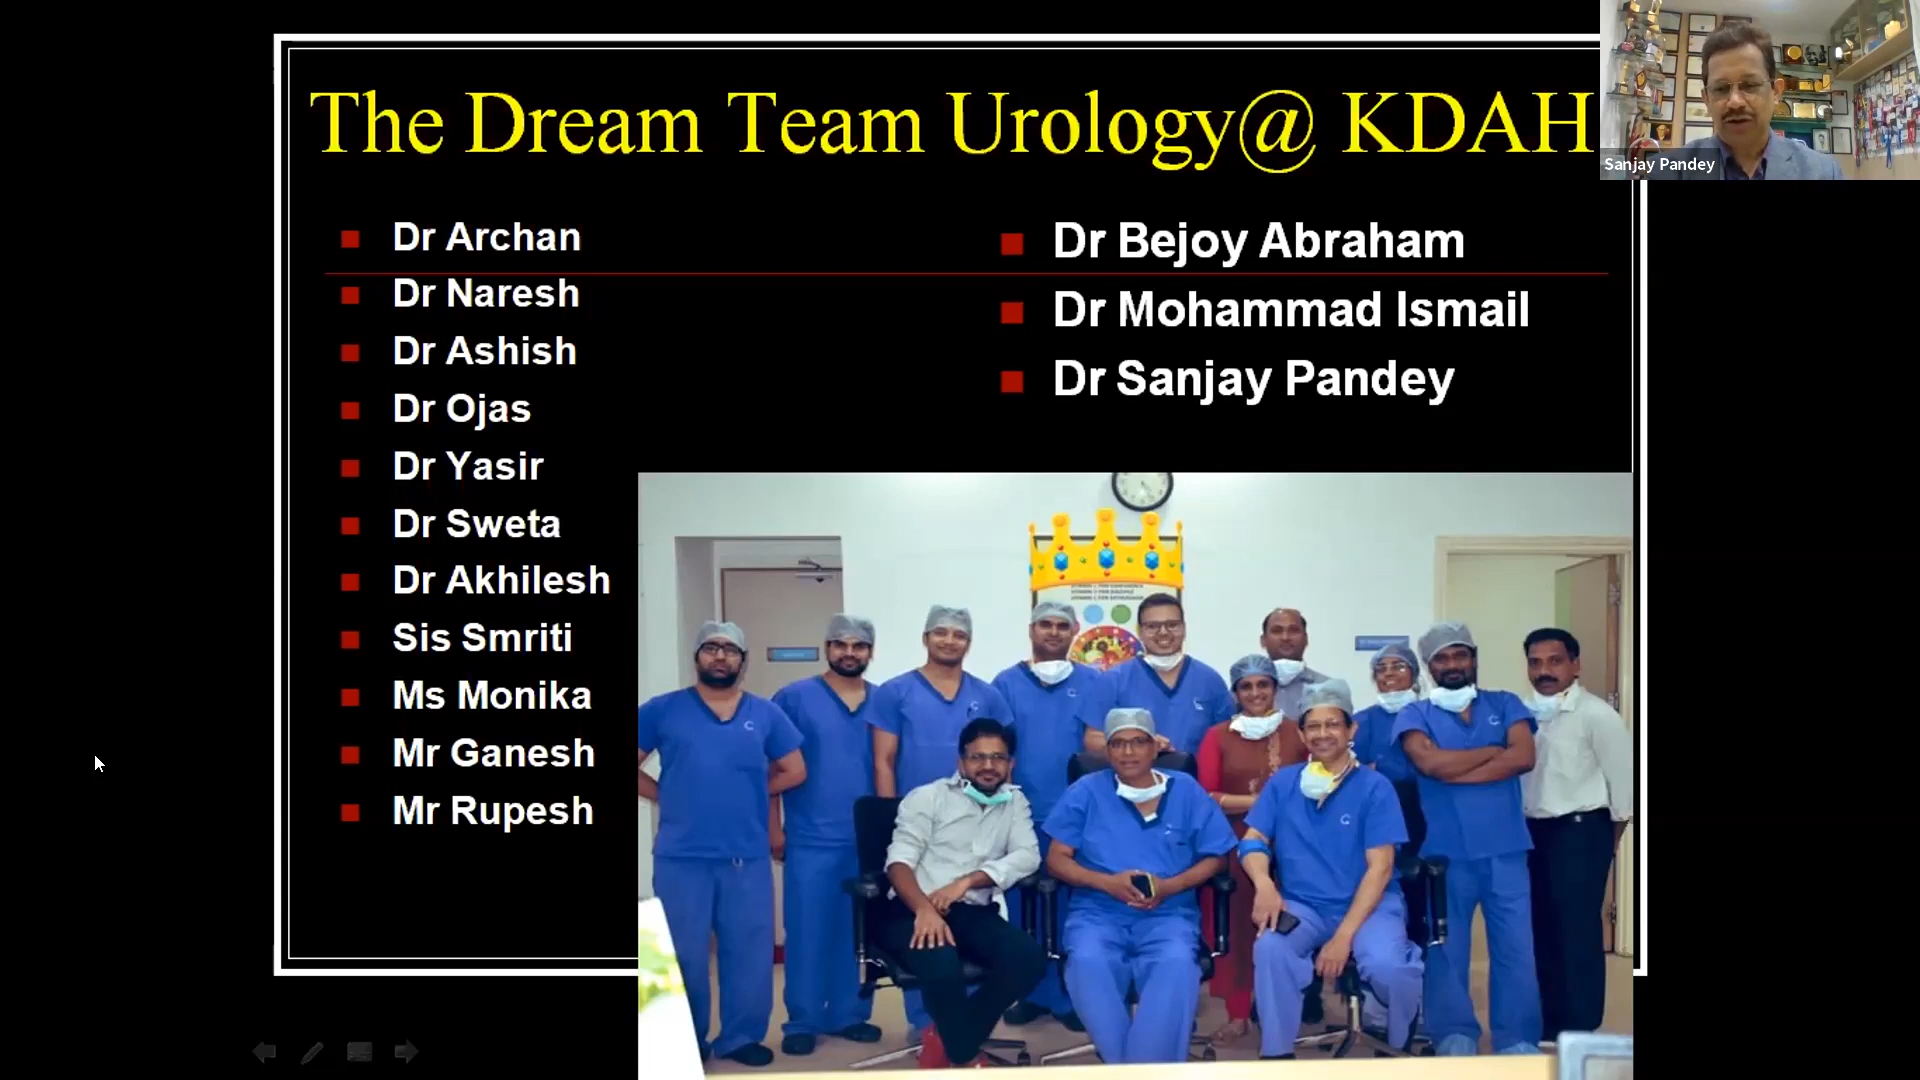 The Dream Team Urology@ KDAH
Dr Archan
Dr Naresh
Dr Ashish
Dr Ojas
Dr Yasir
Dr Sweta
Dr Akhilesh
Sis Smriti
Ms Monika
Mr Ganesh
Mr Rupesh
Dr Bejoy Abraham
Dr Mohammad Ismail
Dr Sanjay Pandey
Sanjay Pandey